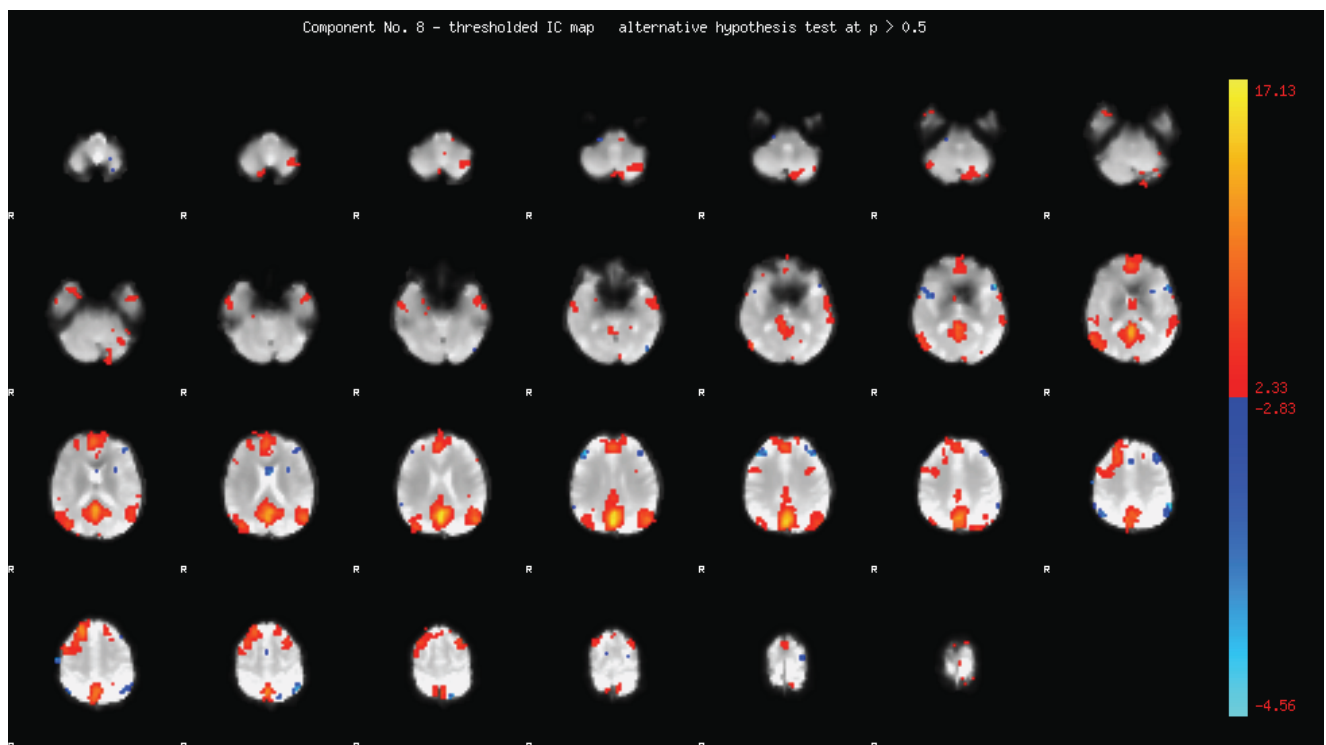 Component No. 8 - thresholded IC map   alternative hypothesis test at p > 0.5
17.13
R R R R R R R
2.33
R R R R R R R
-2.83
R R R R R R R
-4.56